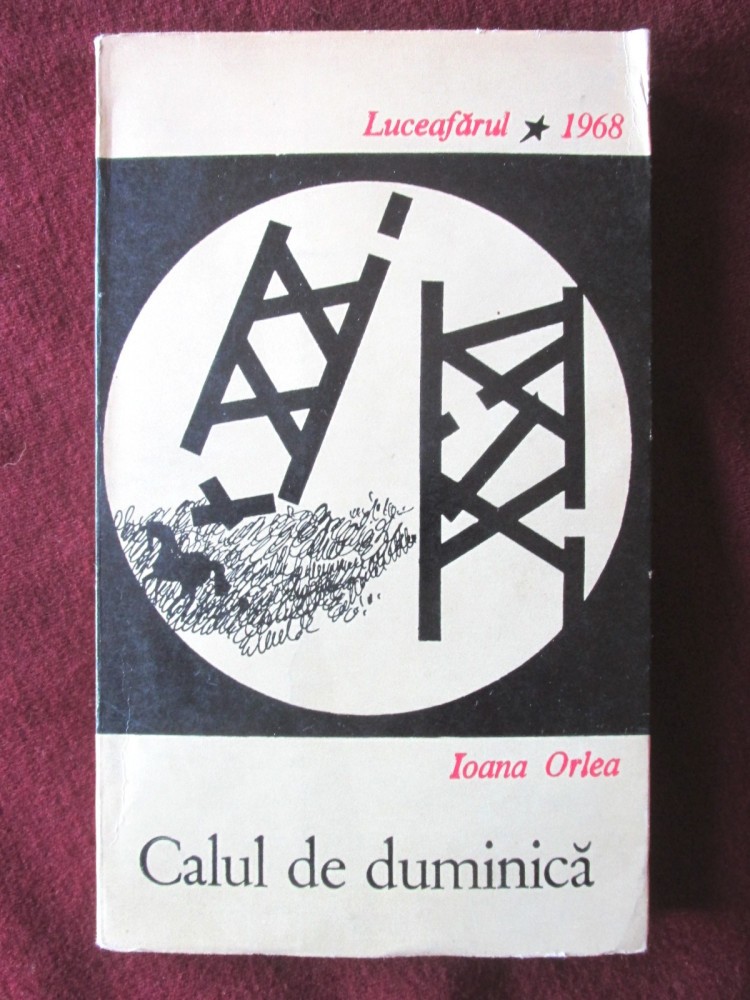 Luceafărul ★ 1968
Ioana Orlea
Calul de duminică